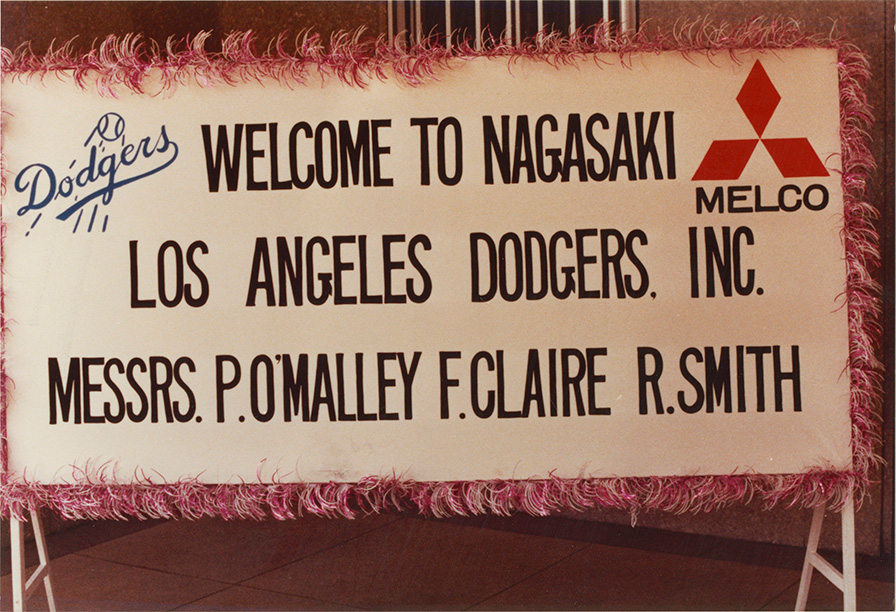 Dodgers
WELCOME TO NAGASAKI
MELCO
LOS ANGELES DODGERS, INC.
MESSRS. P.O'MALLEY F.CLAIRE R.SMITH